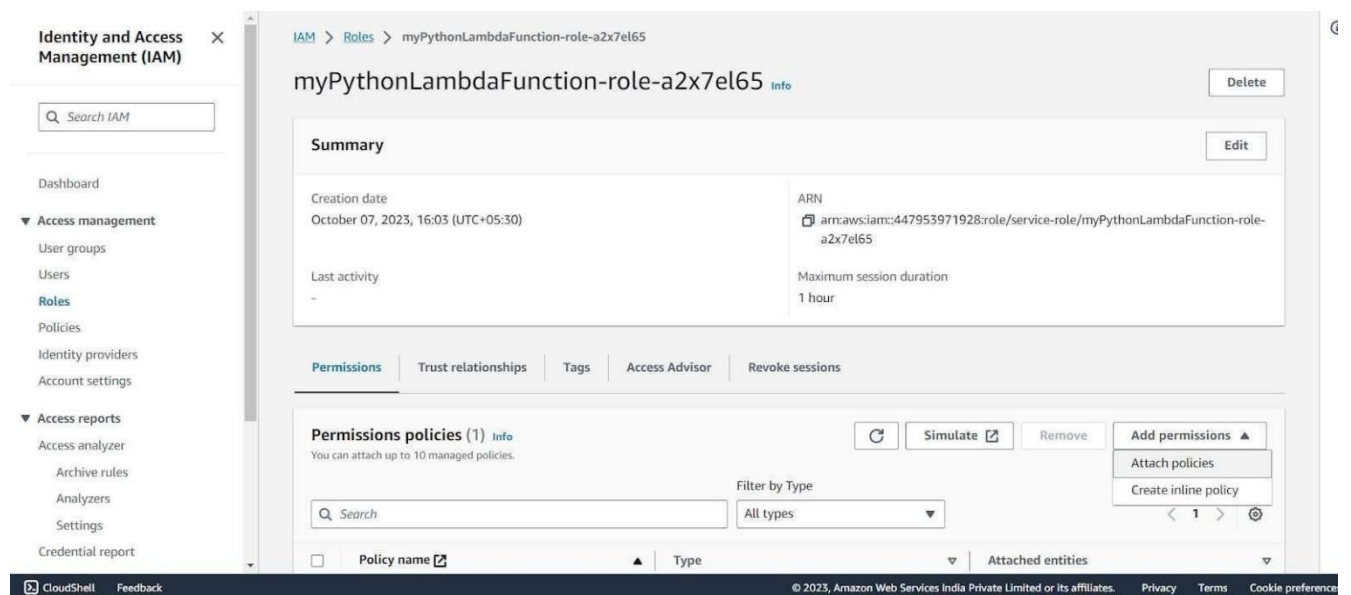 Identity and Access
Management (IAM)
Search IAM
Dashboard
Access management
User groups
Users
Roles
Policies
Identity providers
Account settings
Access reports
Access analyzer
Archive rules
Analyzers
Settings
Credential report
IAM > Roles > myPythonLambdaFunction-role-a2x7el65
myPythonLambdaFunction-role-a2x7el65 Info
Delete
Summary
Edit
Creation date
October 07, 2023, 16:03 (UTC+05:30)
ARN
arn:aws:iam::447953971928:role/service-role/myPythonLambdaFunction-role-
a2x7el65
Last activity
-
Maximum session duration
1 hour
Permissions
Trust relationships
Tags
Access Advisor
Revoke sessions
Permissions policies (1) Info
You can attach up to 10 managed policies.
Simulate
Remove
Add permissions
Attach policies
Create inline policy
Filter by Type
Search
All types
< 1 >
Policy name
Type
Attached entities
CloudShell Feedback
© 2023, Amazon Web Services India Private Limited or its affiliates. Privacy Terms Cookie preferences